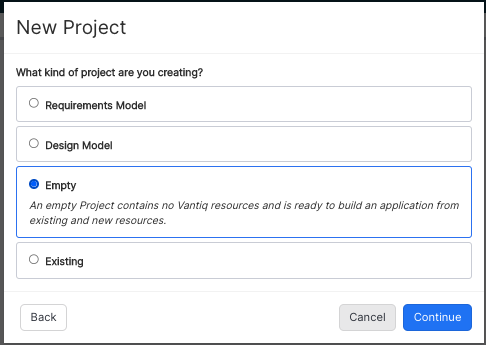 New Project
What kind of project are you creating?
Requirements Model
Design Model
Empty
An empty Project contains no Vantiq resources and is ready to build an application from
existing and new resources.
Existing
Back
Cancel
Continue